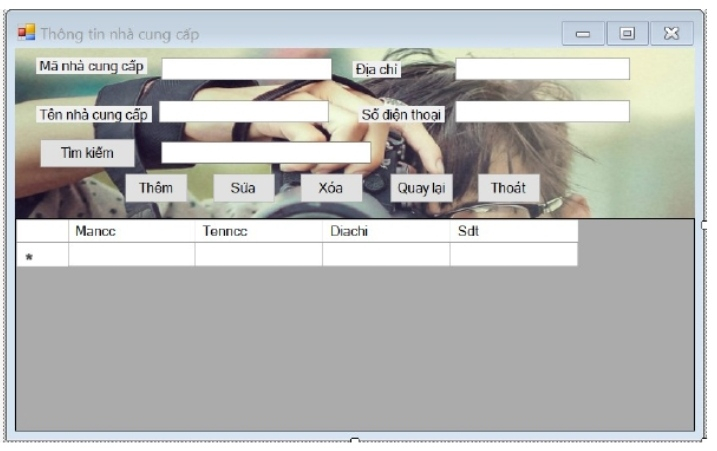 Thông tin nhà cung cấp
Mã nhà cung cấp Địa chỉ
Tên nhà cung cấp Số điện thoại
Tìm kiếm
Thêm Sửa Xóa Quay lại Thoát
Mancc Tenncc Diachi Sdt
*